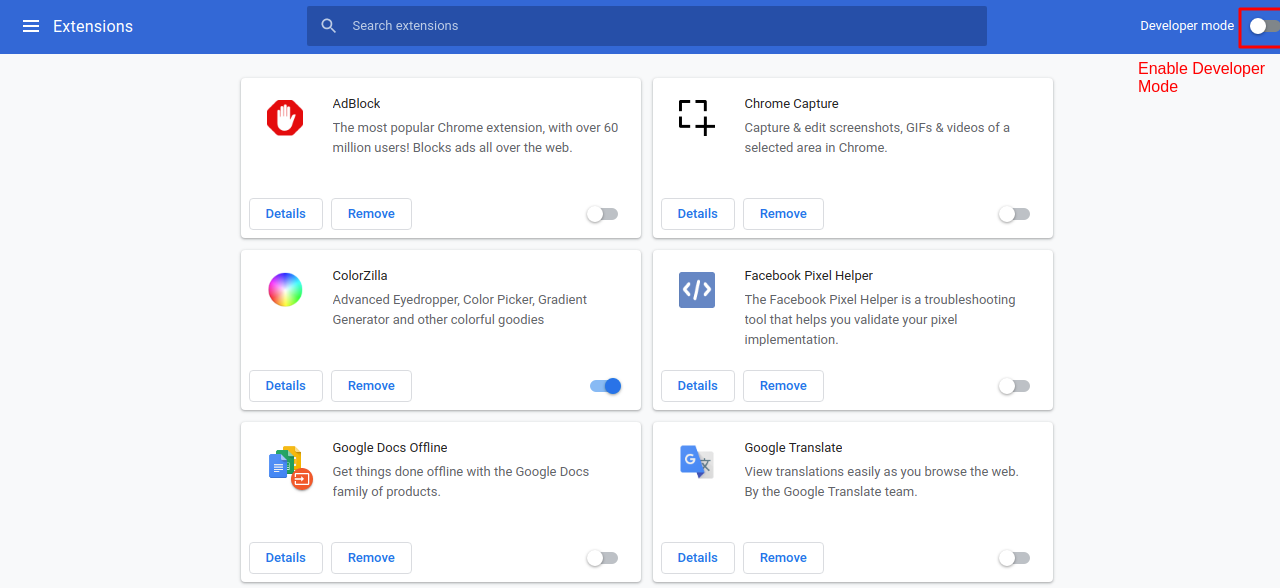 Extensions
Search extensions
Developer mode
Enable Developer
Mode
AdBlock
The most popular Chrome extension, with over 60
million users! Blocks ads all over the web.
Details
Remove
Chrome Capture
Capture & edit screenshots, GIFs & videos of a
selected area in Chrome.
Details
Remove
ColorZilla
Advanced Eyedropper, Color Picker, Gradient
Generator and other colorful goodies
Details
Remove
</>
Facebook Pixel Helper
The Facebook Pixel Helper is a troubleshooting
tool that helps you validate your pixel
implementation.
Details
Remove
Google Docs Offline
Get things done offline with the Google Docs
family of products.
Details
Remove
G 文
Google Translate
View translations easily as you browse the web.
By the Google Translate team.
Details
Remove